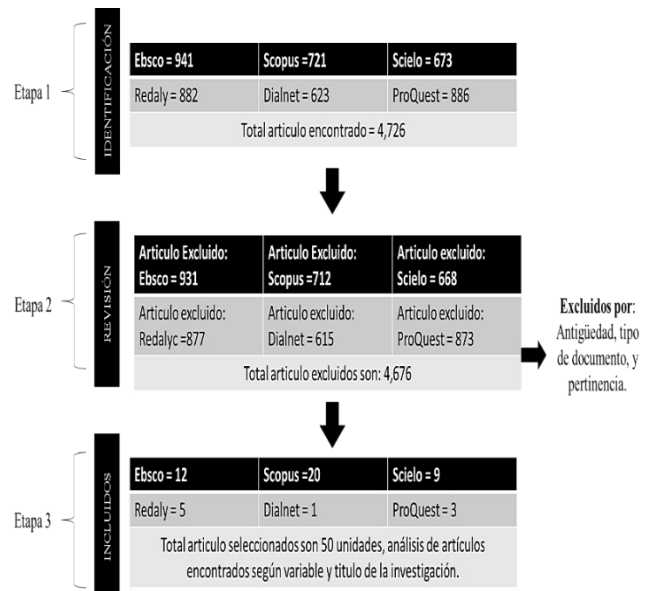 Etapa 1
IDENTIFICACIÓN
Ebsco = 941
Scopus =721
Scielo = 673
Redaly = 882
Dialnet = 623
ProQuest = 886
Total articulo encontrado = 4,726
Etapa 2
REVISIÓN
Articulo Excluido:
Ebsco = 931
Articulo Excluido:
Scopus =712
Articulo excluido:
Scielo = 668
Articulo excluido:
Redalyc =877
Articulo excluido:
Dialnet = 615
Articulo excluido:
ProQuest = 873
Total articulo excluidos son: 4,676
Excluidos por:
Antigüedad, tipo
de documento, y
pertinencia.
Etapa 3
INCLUIDOS
Ebsco = 12
Scopus =20
Scielo = 9
Redaly = 5
Dialnet = 1
ProQuest = 3
Total articulo seleccionados son 50 unidades, análisis de artículos
encontrados según variable y titulo de la investigación.